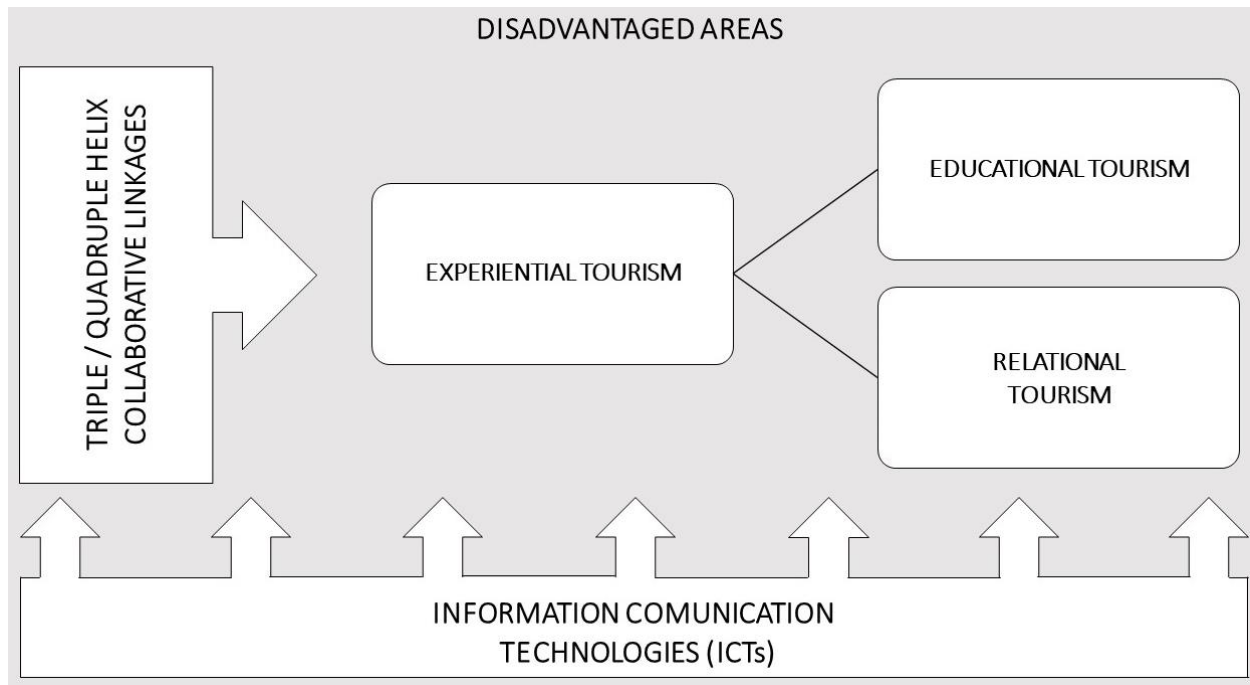 DISADVANTAGED AREAS
TRIPLE / QUADRUPLE HELIX
COLLABORATIVE LINKAGES
EXPERIENTIAL TOURISM
EDUCATIONAL TOURISM
RELATIONAL
TOURISM
INFORMATION COMUNICATION
TECHNOLOGIES (ICTs)